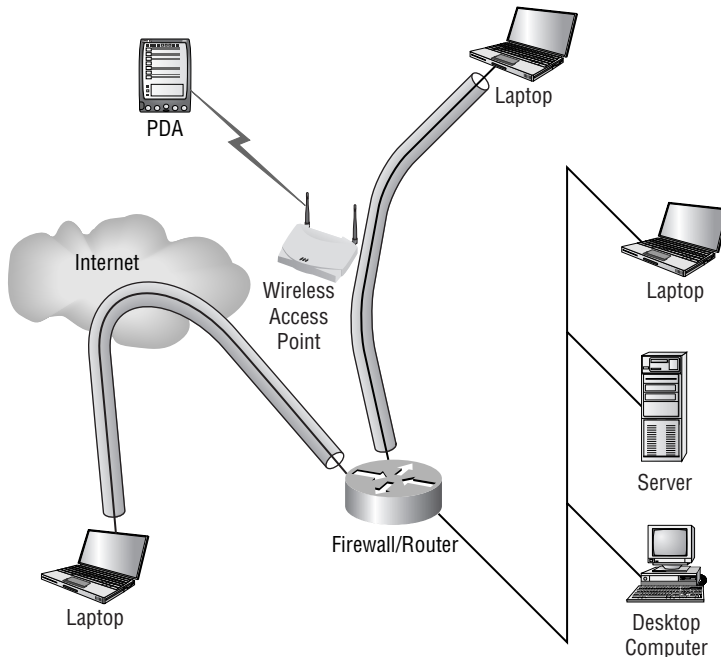 PDA
Laptop
Internet
Wireless
Access
Point
Laptop
Server
Firewall/Router
Laptop
Desktop
Computer